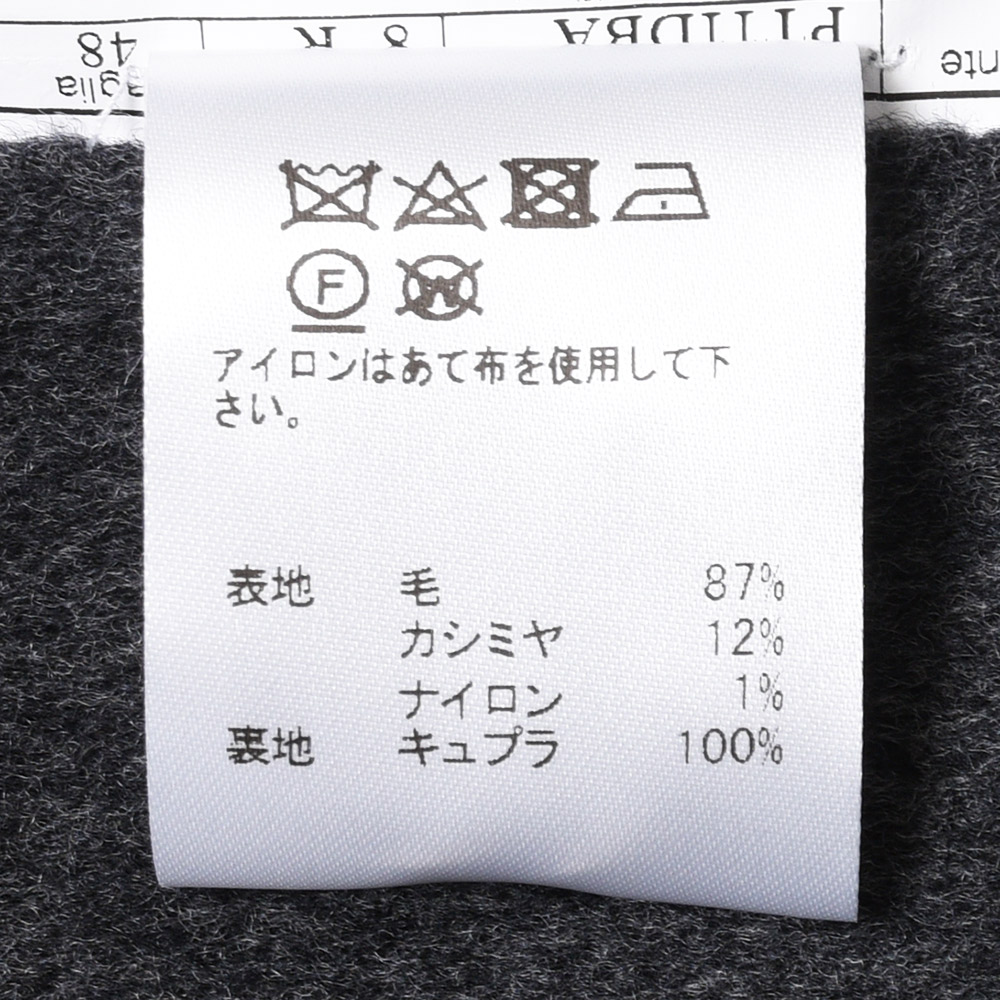 48
8 R
F
アイロンはあて布を使用して下
さい。
表地 毛 87%
カシミヤ 12%
ナイロン 1%
裏地 キュプラ 100%